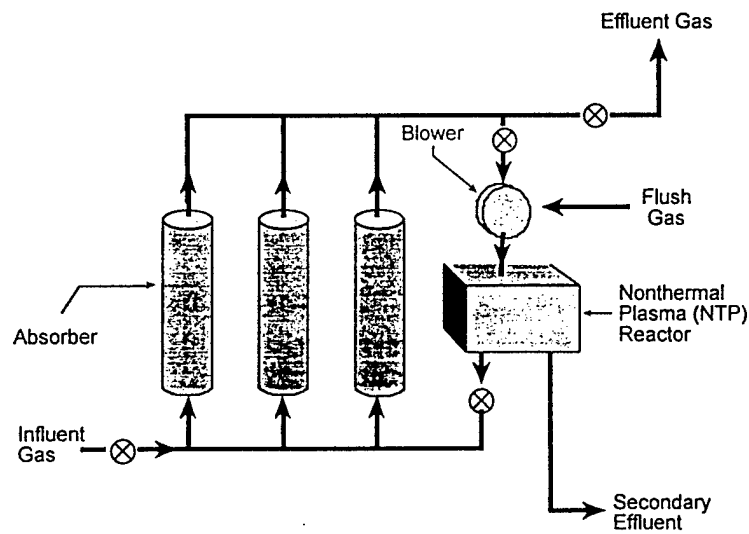 Effluent Gas
Blower
Flush
Gas
Nonthermal
Plasma (NTP)
Reactor
Absorber
Influent
Gas
Secondary
Effluent